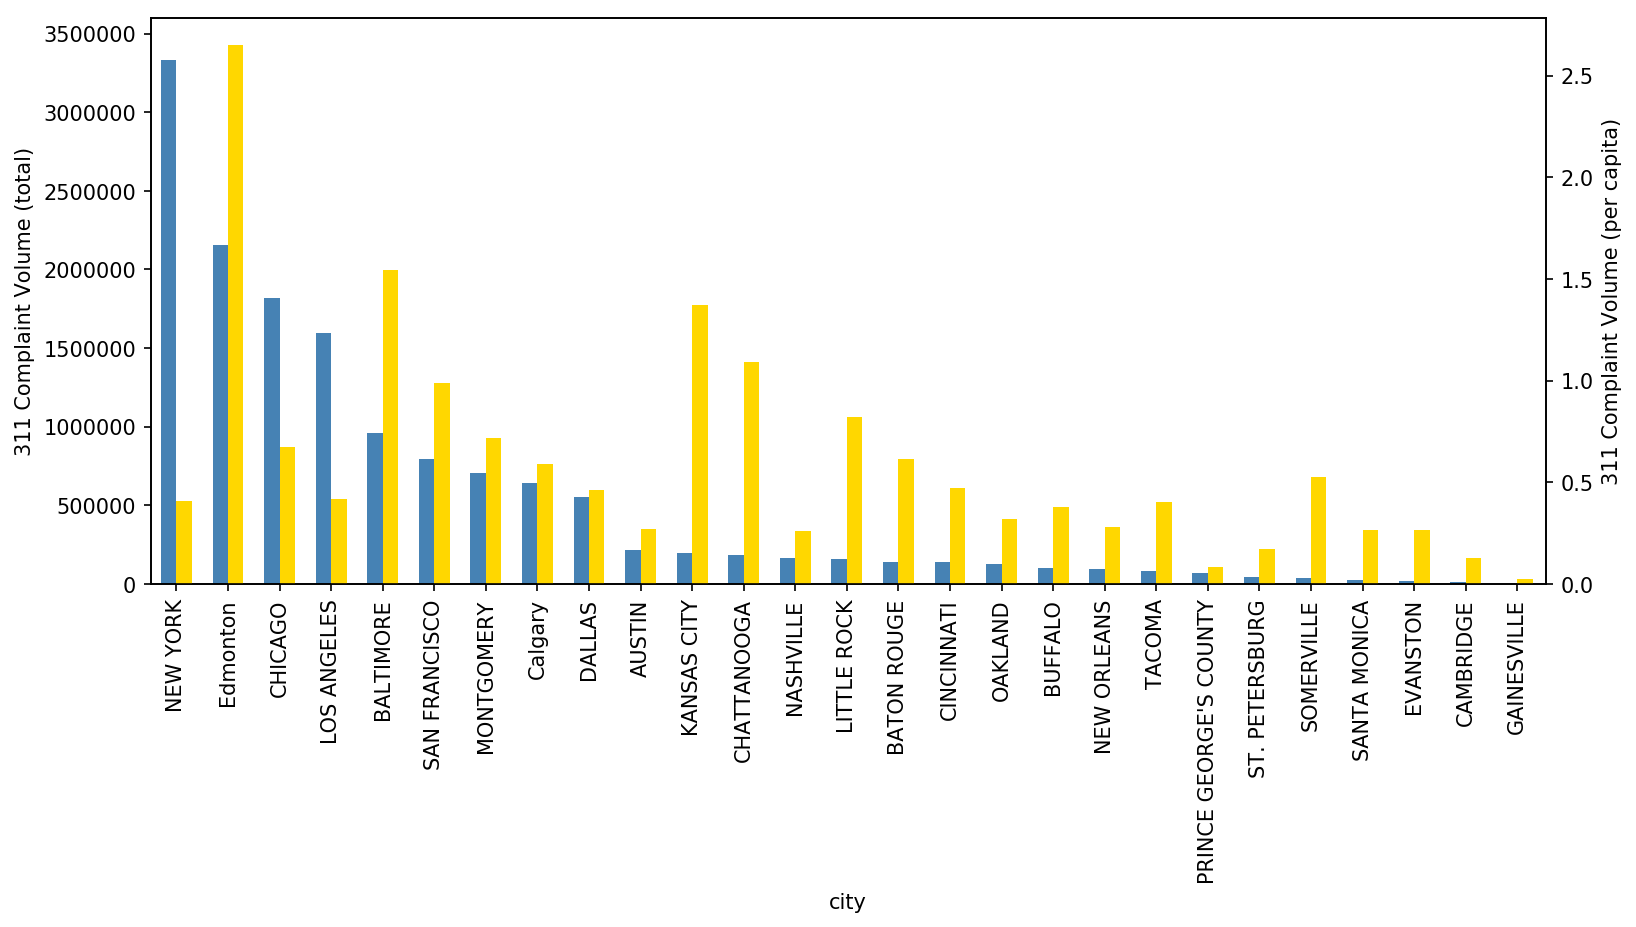 311 Complaint Volume (total)
3500000
3000000
2500000
2000000
1500000
1000000
500000
0
2.5
2.0
1.5
1.0
0.5
0.0
311 Complaint Volume (per capita)
NEW YORK
Edmonton
CHICAGO
LOS ANGELES
BALTIMORE
SAN FRANCISCO
MONTGOMERY
Calgary
DALLAS
AUSTIN
KANSAS CITY
CHATTANOOGA
NASHVILLE
LITTLE ROCK
BATON ROUGE
CINCINNATI
OAKLAND
BUFFALO
NEW ORLEANS
TACOMA
PRINCE GEORGE'S COUNTY
ST. PETERSBURG
SOMERVILLE
SANTA MONICA
EVANSTON
CAMBRIDGE
GAINESVILLE
city